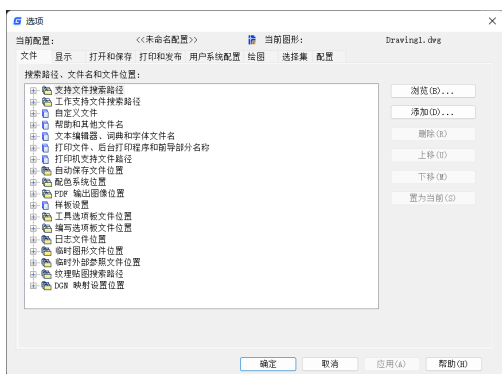 选项
当前配置: <<未命名配置>> 当前图形: Drawing1.dwg
文件 显示 打开和保存 打印和发布 用户系统配置 绘图 选择集 配置
搜索路径、文件名和文件位置:
支持文件搜索路径
工作支持文件搜索路径
自定义文件
帮助和其他文件名
文本编辑器、词典和字体文件名
打印文件、后台打印程序和前导部分名称
打印机支持文件路径
自动保存文件位置
配色系统位置
PDF 输出图像位置
样板设置
工具选项板文件位置
编写选项板文件位置
日志文件位置
临时图形文件位置
临时外部参照文件位置
纹理贴图搜索路径
DGN 映射设置位置
浏览(B)...
添加(D)...
删除(R)
上移(U)
下移(M)
置为当前(S)
确定 取消 应用(A) 帮助(H)